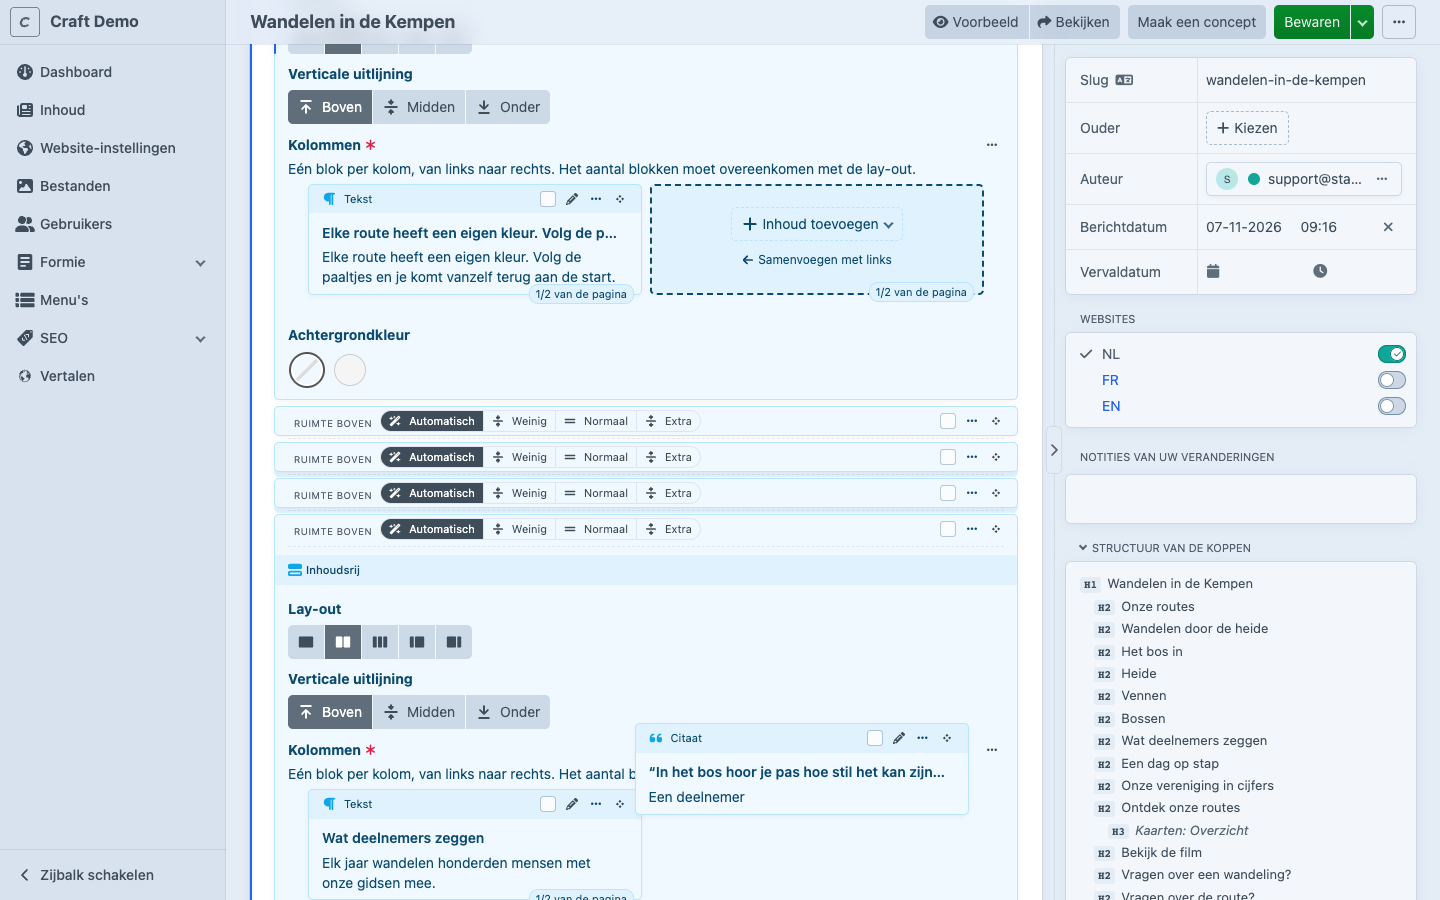 Craft Demo
Dashboard
Inhoud
Website-instellingen
Bestanden
Gebruikers
Formie
Menu's
SEO
Vertalen
Zijbalk schakelen
Wandelen in de Kempen
Voorbeeld
Bekijken
Maak een concept
Bewaren
Verticale uitlijning
Boven
Midden
Onder
Kolommen *
Eén blok per kolom, van links naar rechts. Het aantal blokken moet overeenkomen met de lay-out.
Tekst
Elke route heeft een eigen kleur. Volg de p...
Elke route heeft een eigen kleur. Volg de
paaltjes en je komt vanzelf terug aan de start.
1/2 van de pagina
Inhoud toevoegen
Samenvoegen met links
1/2 van de pagina
Achtergrondkleur
RUIMTE BOVEN Automatisch Weinig Normaal Extra
RUIMTE BOVEN Automatisch Weinig Normaal Extra
RUIMTE BOVEN Automatisch Weinig Normaal Extra
RUIMTE BOVEN Automatisch Weinig Normaal Extra
Inhoudsrij
Lay-out
Verticale uitlijning
Boven
Midden
Onder
Kolommen *
Eén blok per kolom, van links naar rechts. Het aantal
Tekst
Wat deelnemers zeggen
Elk jaar wandelen honderden mensen met
onze gidsen mee.
1/2 van de pagina
Citaat
“In het bos hoor je pas hoe stil het kan zijn...
Een deelnemer
Slug
wandelen-in-de-kempen
Ouder
Kiezen
Auteur
S
support@sta...
Berichtdatum
07-11-2026
09:16
Vervaldatum
WEBSITES
NL
FR
EN
NOTITIES VAN UW VERANDERINGEN
STRUCTUUR VAN DE KOPPEN
H1 Wandelen in de Kempen
H2 Onze routes
H2 Wandelen door de heide
H2 Het bos in
H2 Heide
H2 Vennen
H2 Bossen
H2 Wat deelnemers zeggen
H2 Een dag op stap
H2 Onze vereniging in cijfers
H2 Ontdek onze routes
H3 Kaarten: Overzicht
H2 Bekijk de film
H2 Vragen over een wandeling?
H2 Vragen over de route?